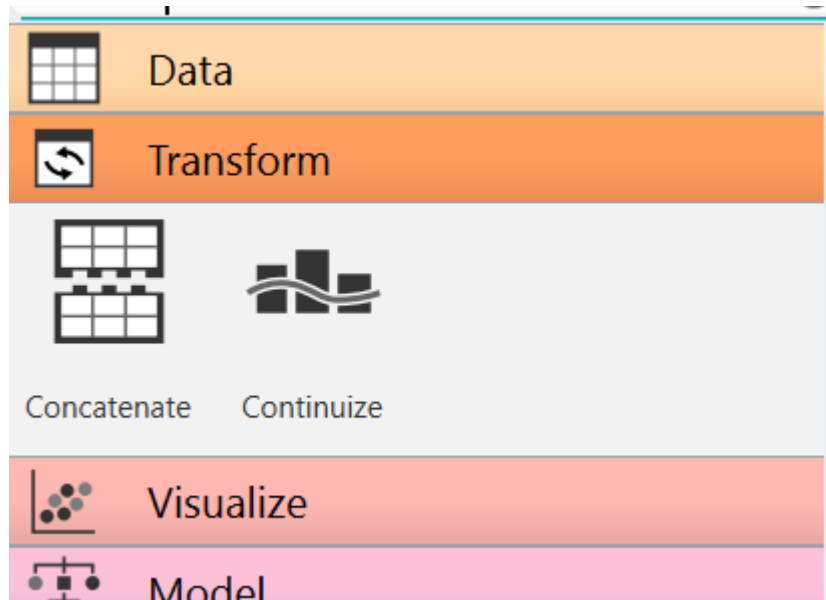 Data
Transform
Concatenate Continuize
Visualize
Model